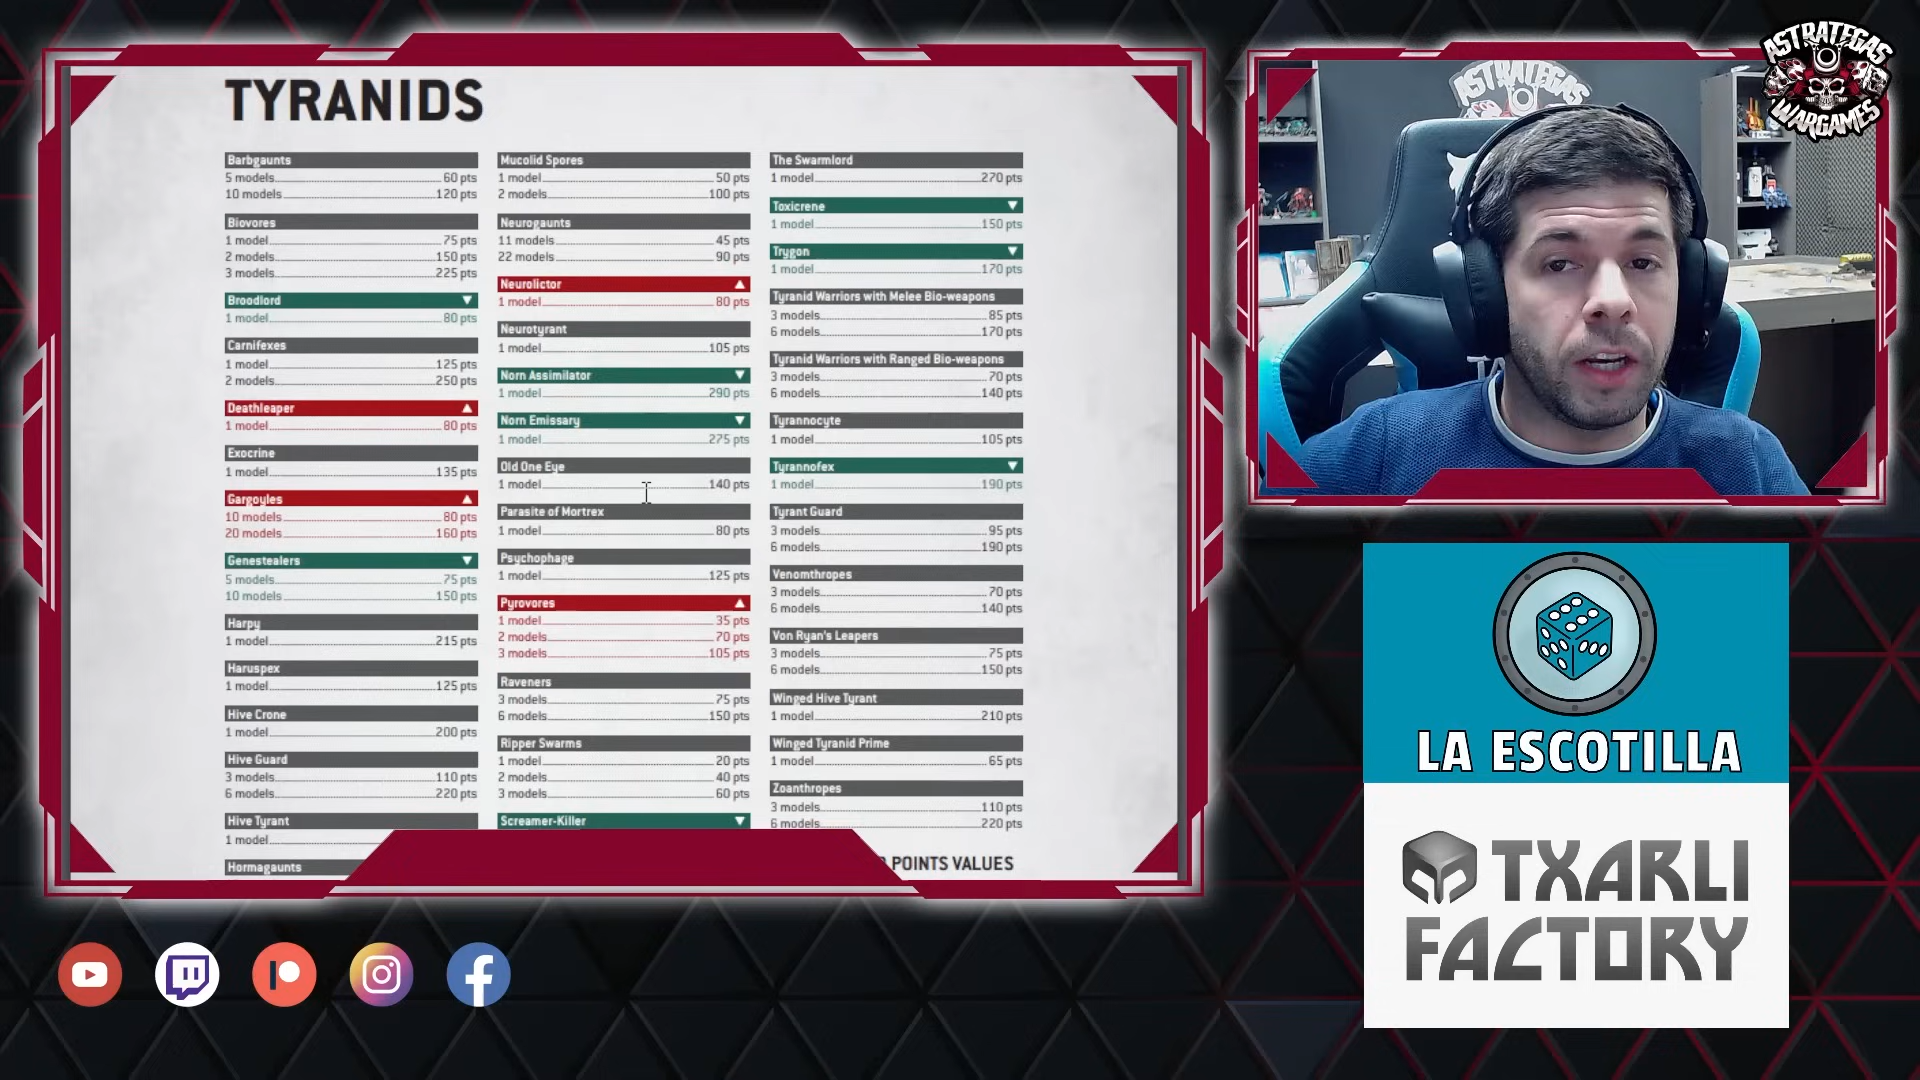 TYRANIDS
Barbgaunts
5 models 60 pts
10 models 120 pts
Biovores
1 model 75 pts
2 models 150 pts
3 models 225 pts
Broodlord ▼
1 model 80 pts
Carnifexes
1 model 125 pts
2 models 250 pts
Deathleaper ▲
1 model 80 pts
Exocrine
1 model 135 pts
Gargoyles ▲
10 models 80 pts
20 models 160 pts
Genestealers ▼
5 models 75 pts
10 models 150 pts
Harpy
1 model 215 pts
Haruspex
1 model 125 pts
Hive Crone
1 model 200 pts
Hive Guard
3 models 110 pts
6 models 220 pts
Hive Tyrant
1 model
Hormagaunts
Mucolid Spores
1 model 50 pts
2 models 100 pts
Neurogaunts
11 models 45 pts
22 models 90 pts
Neurolictor ▲
1 model 80 pts
Neurotyrant
1 model 105 pts
Norn Assimilator ▼
1 model 290 pts
Norn Emissary ▼
1 model 275 pts
Old One Eye
1 model 140 pts
Parasite of Mortrex
1 model 80 pts
Psychophage
1 model 125 pts
Pyrovores ▲
1 model 35 pts
2 models 70 pts
3 models 105 pts
Raveners
3 models 75 pts
6 models 150 pts
Ripper Swarms
1 model 20 pts
2 models 40 pts
3 models 60 pts
Screamer-Killer ▼
The Swarmlord
1 model 270 pts
Toxicrene ▼
1 model 150 pts
Trygon ▼
1 model 170 pts
Tyranid Warriors with Melee Bio-weapons
3 models 85 pts
6 models 170 pts
Tyranid Warriors with Ranged Bio-weapons
3 models 70 pts
6 models 140 pts
Tyrannocyte
1 model 105 pts
Tyrannofex ▼
1 model 190 pts
Tyrant Guard
3 models 95 pts
6 models 190 pts
Venomthropes
3 models 70 pts
6 models 140 pts
Von Ryan's Leapers
3 models 75 pts
6 models 150 pts
Winged Hive Tyrant
1 model 210 pts
Winged Tyranid Prime
1 model 65 pts
Zoanthropes
3 models 110 pts
6 models 220 pts
POINTS VALUES
ASTRATEGAS
WARGAMES
ASTRATEGAS
LA ESCOTILLA
TXARLI
FACTORY